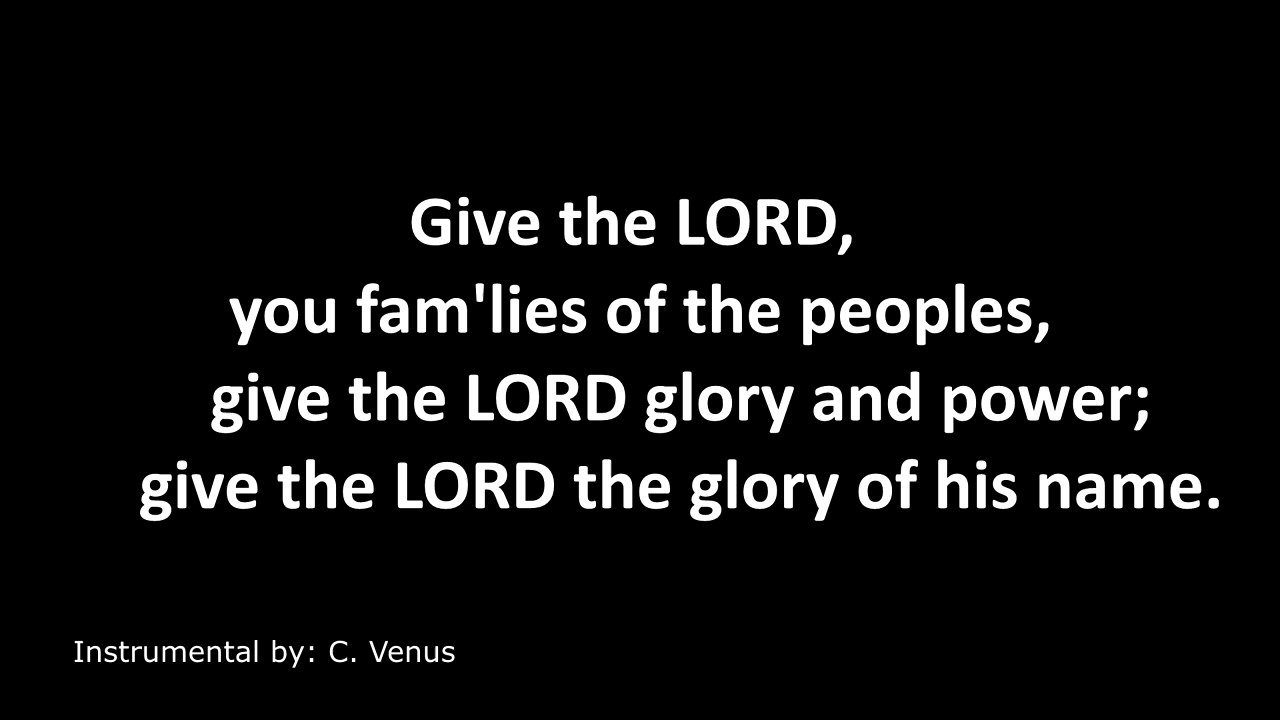 Give the LORD,
you fam'lies of the peoples,
give the LORD glory and power;
give the LORD the glory of his name.
Instrumental by: C. Venus